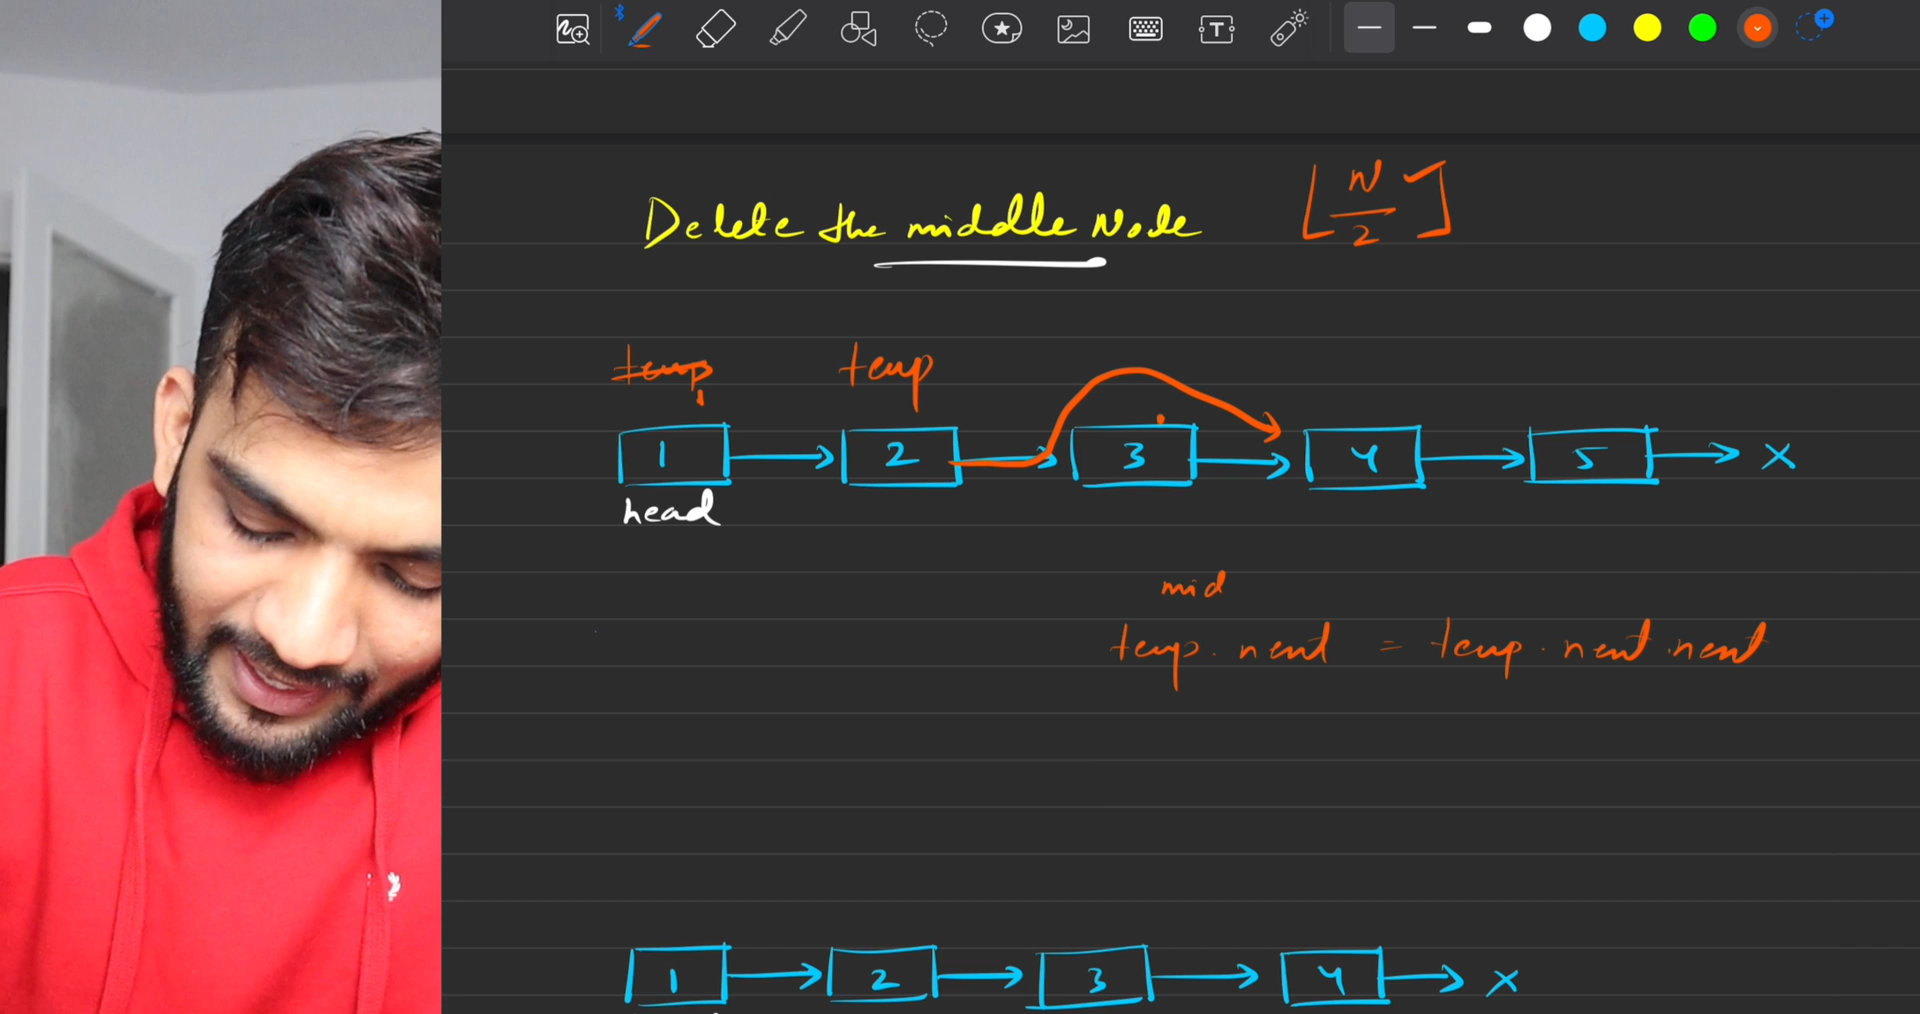 Delete the middle Node [N/2]
temp temp
1 2 3 4 5 X
head
mid
temp.next = temp.next.next
1 2 3 4 X